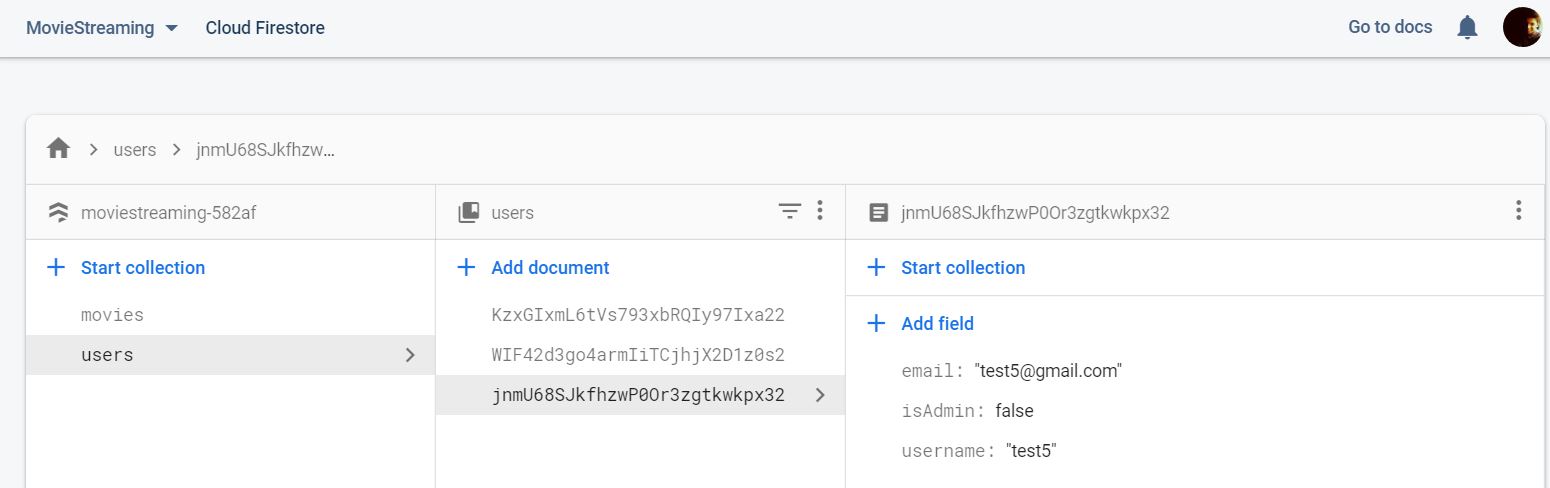 MovieStreaming Cloud Firestore Go to docs
users jnmU68SJkfhzw...
moviestreaming-582af users jnmU68SJkfhzwP0Or3zgtkwkpx32
Start collection Add document Start collection
movies KzxGIxmL6tVs793xbRQIy97Ixa22 Add field
users WIF42d3go4armIiTCjhjX2D1z0s2
jnmU68SJkfhzwP0Or3zgtkwkpx32
email: "test5@gmail.com"
isAdmin: false
username: "test5"